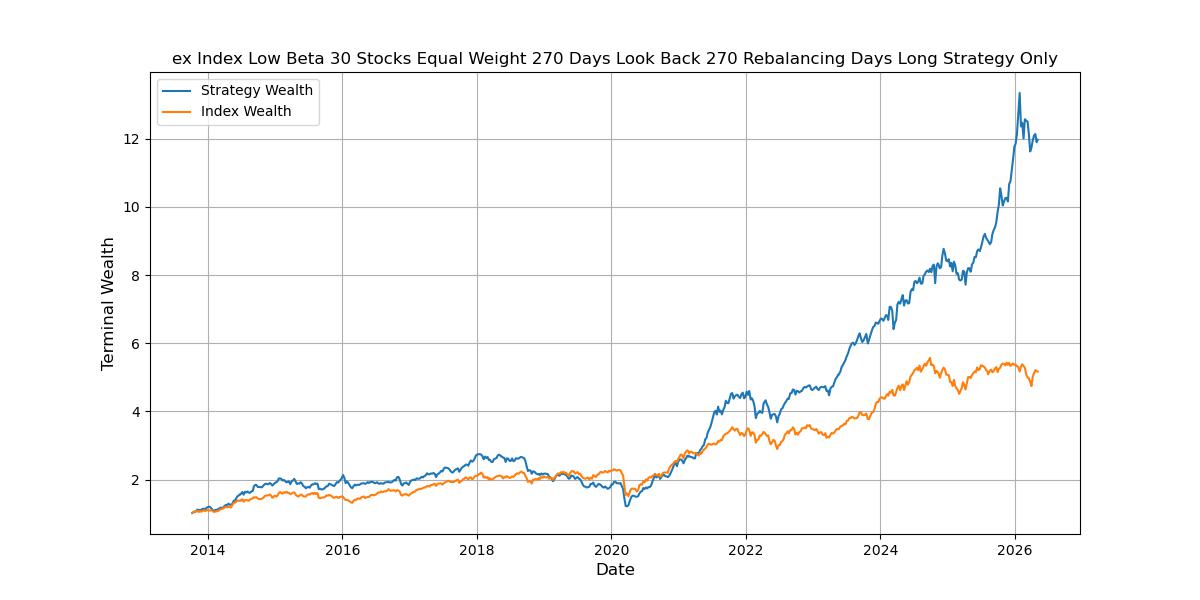 ex Index Low Beta 30 Stocks Equal Weight 270 Days Look Back 270 Rebalancing Days Long Strategy Only
Strategy Wealth
Index Wealth
Terminal Wealth
12
10
8
6
4
2
2014 2016 2018 2020 2022 2024 2026
Date